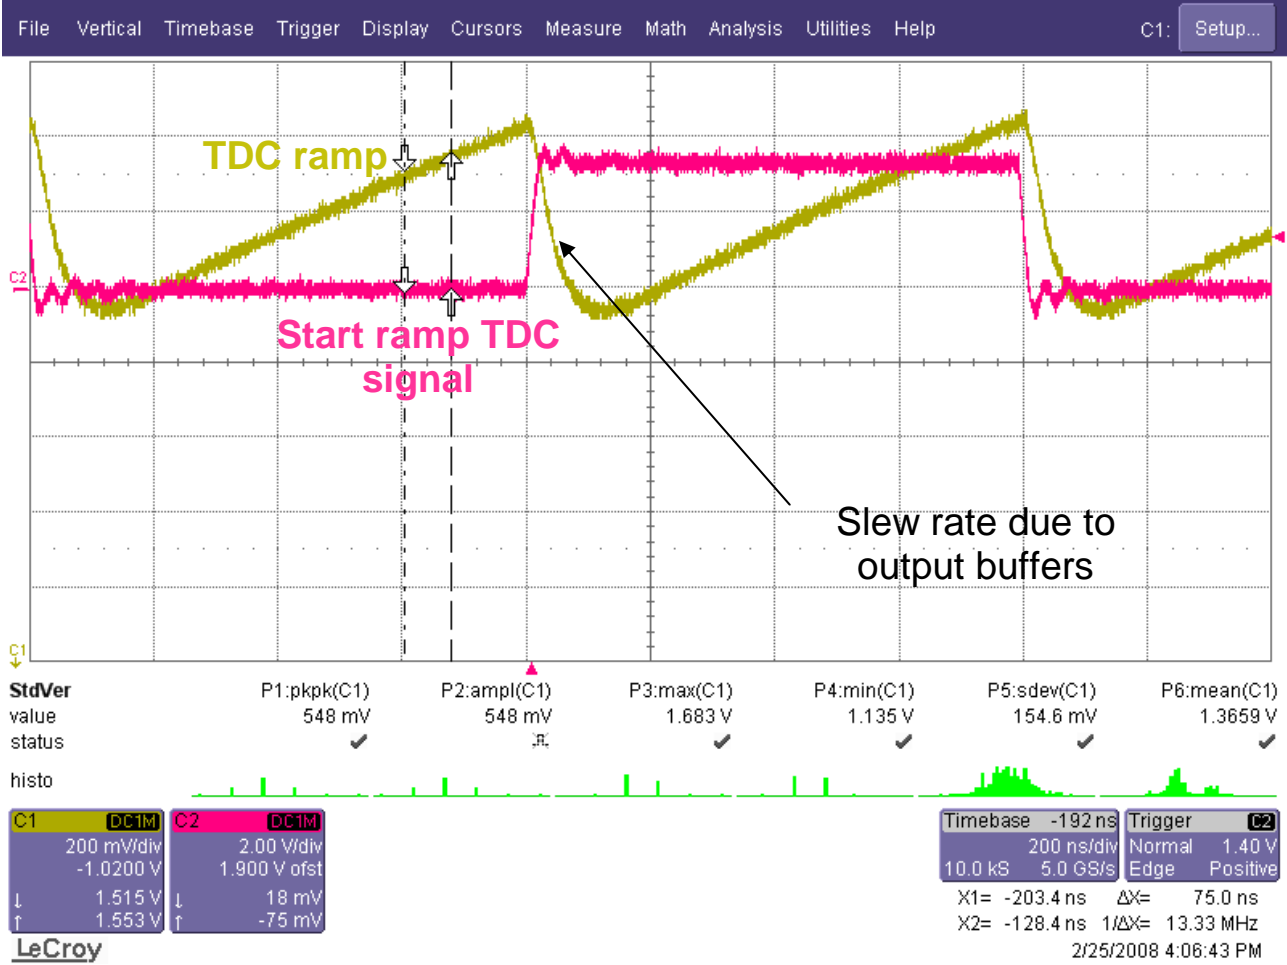 File Vertical Timebase Trigger Display Cursors Measure Math Analysis Utilities Help C1: Setup...
TDC ramp
C2
Start ramp TDC
signal
Slew rate due to
output buffers
C1
StdVer P1:pkpk(C1) P2:ampl(C1) P3:max(C1) P4:min(C1) P5:sdev(C1) P6:mean(C1)
value 548 mV 548 mV 1.683 V 1.135 V 154.6 mV 1.3659 V
status
histo
C1 DC1M C2 DC1M Timebase -192 ns Trigger C2
200 mV/div 2.00 V/div 200 ns/div Normal 1.40 V
-1.0200 V 1.900 V ofst 10.0 kS 5.0 GS/s Edge Positive
↓ 1.515 V ↓ 18 mV X1= -203.4 ns ΔX= 75.0 ns
↑ 1.553 V ↑ -75 mV X2= -128.4 ns 1/ΔX= 13.33 MHz
LeCroy 2/25/2008 4:06:43 PM